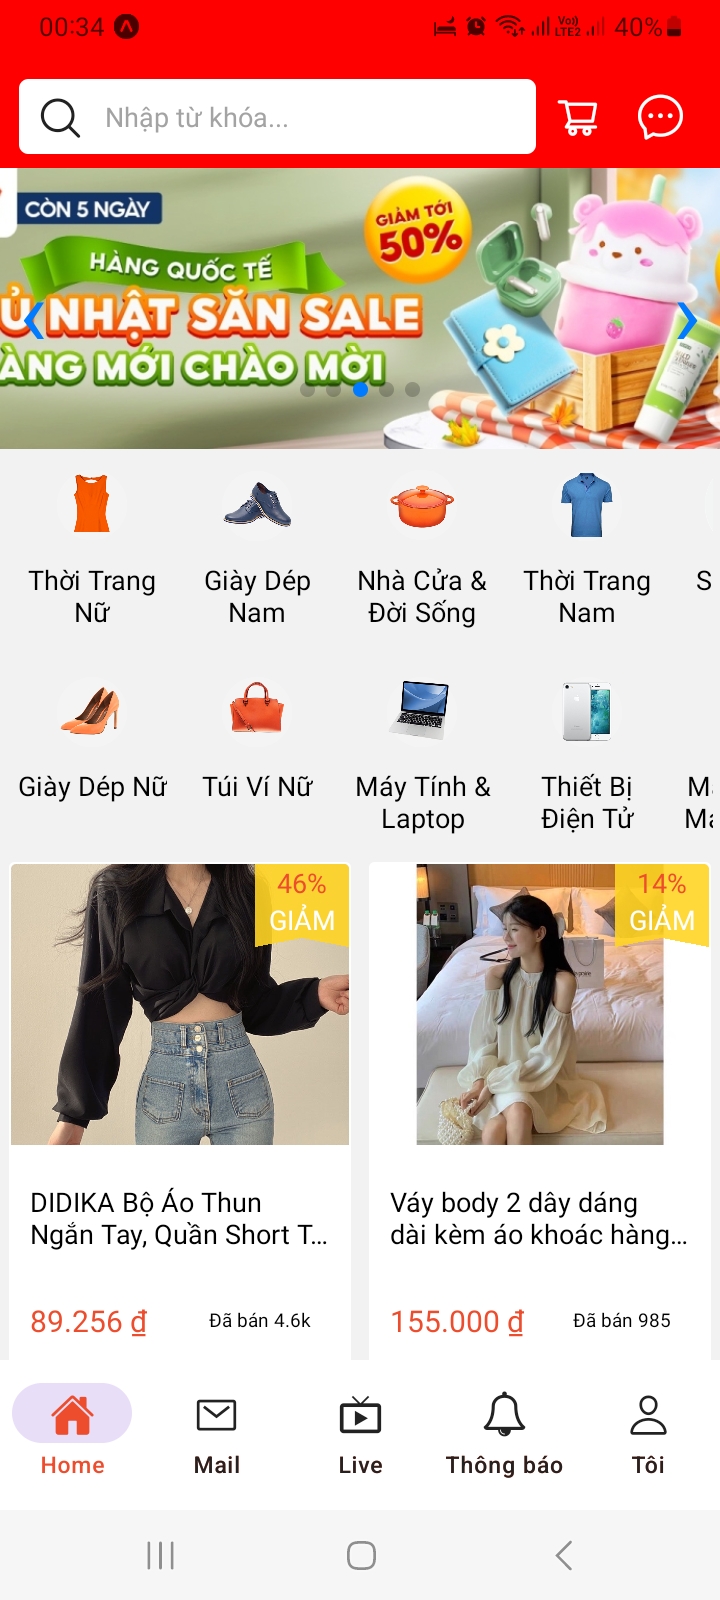 00:34
Vo))
LTE2
40%
Nhập từ khóa...
CÒN 5 NGÀY
GIẢM TỚI
50%
HÀNG QUỐC TẾ
NHẬT SĂN SALE
MỚI CHÀO MỜI
Thời Trang
Nữ
Giày Dép
Nam
Nhà Cửa &
Đời Sống
Thời Trang
Nam
S
Giày Dép Nữ
Túi Ví Nữ
Máy Tính &
Laptop
Thiết Bị
Điện Tử
46%
GIẢM
14%
GIẢM
DIDIKA Bộ Áo Thun
Ngắn Tay, Quần Short T...
89.256 ₫
Đã bán 4.6k
Váy body 2 dây dáng
dài kèm áo khoác hàng...
155.000 ₫
Đã bán 985
Home
Mail
Live
Thông báo
Tôi